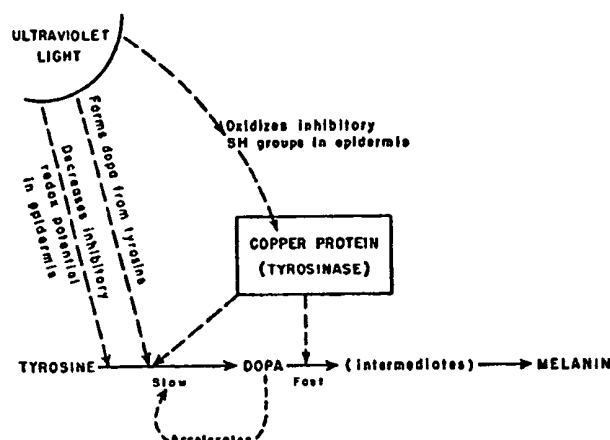 ULTRAVIOLET
LIGHT
Forms dopa from tyrosine
Decreases inhibitory
redox potential
in epidermis
Oxidizes inhibitory
SH groups in epidermis
COPPER PROTEIN
(TYROSINASE)
TYROSINE DOPA (intermediates) MELANIN
Slow Fast
Accelerates